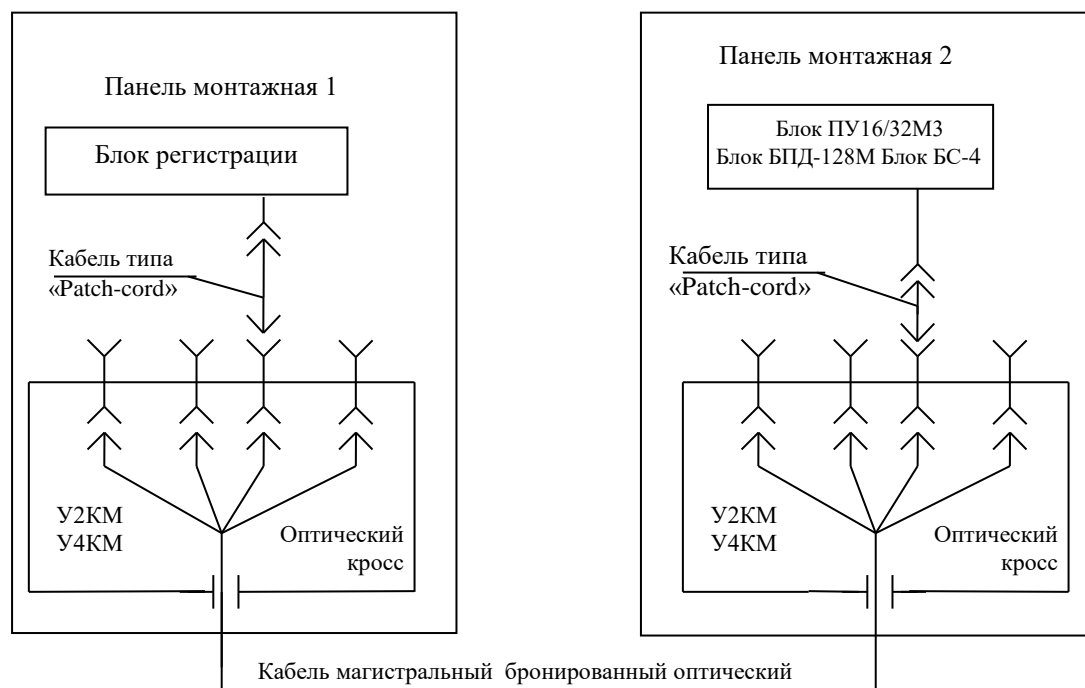 Панель монтажная 1
Блок регистрации
Кабель типа
«Patch-cord»
У2КМ
У4КМ
Оптический
кросс
Панель монтажная 2
Блок ПУ16/32М3
Блок БПД-128М Блок БС-4
Кабель типа
«Patch-cord»
У2КМ
У4КМ
Оптический
кросс
Кабель магистральный бронированный оптический